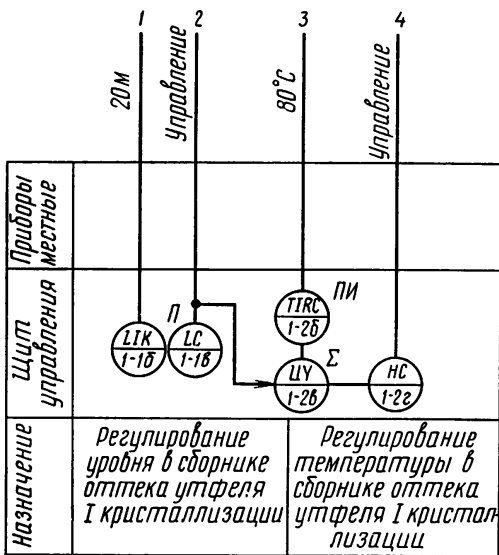 1 2 3 4
20м
Управление
80°С
Управление
Приборы
местные
Щит
управления
LIK
1-1б
П
LC
1-1в
TIRC
1-2б
ПИ
UY
1-2в
Σ
HC
1-2г
Назначение
Регулирование
уровня в сборнике
оттека утфеля
I кристаллизации
Регулирование
температуры в
сборнике оттека
утфеля I кристал-
лизации